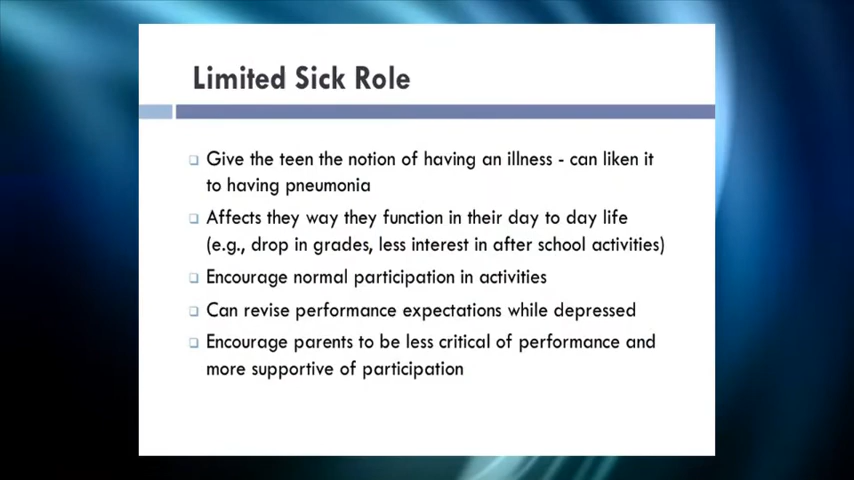 Limited Sick Role
Give the teen the notion of having an illness - can liken it
to having pneumonia
Affects they way they function in their day to day life
(e.g., drop in grades, less interest in after school activities)
Encourage normal participation in activities
Can revise performance expectations while depressed
Encourage parents to be less critical of performance and
more supportive of participation